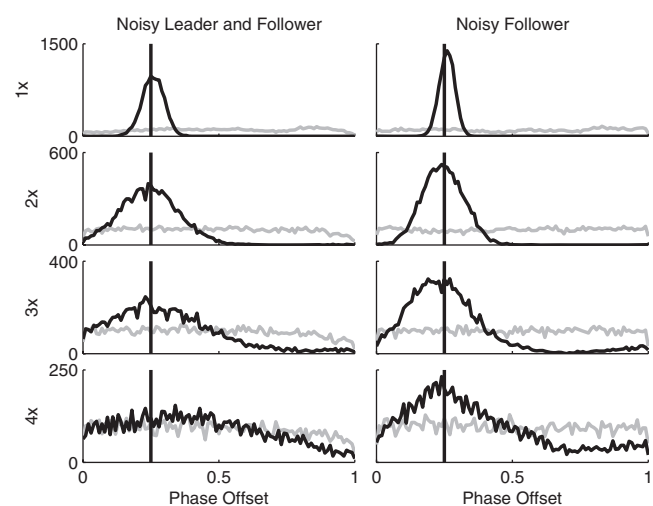 Noisy Leader and Follower
Noisy Follower
1x
1500
0
2x
600
0
3x
400
0
4x
250
0
0 0.5 1
0 0.5 1
Phase Offset
Phase Offset